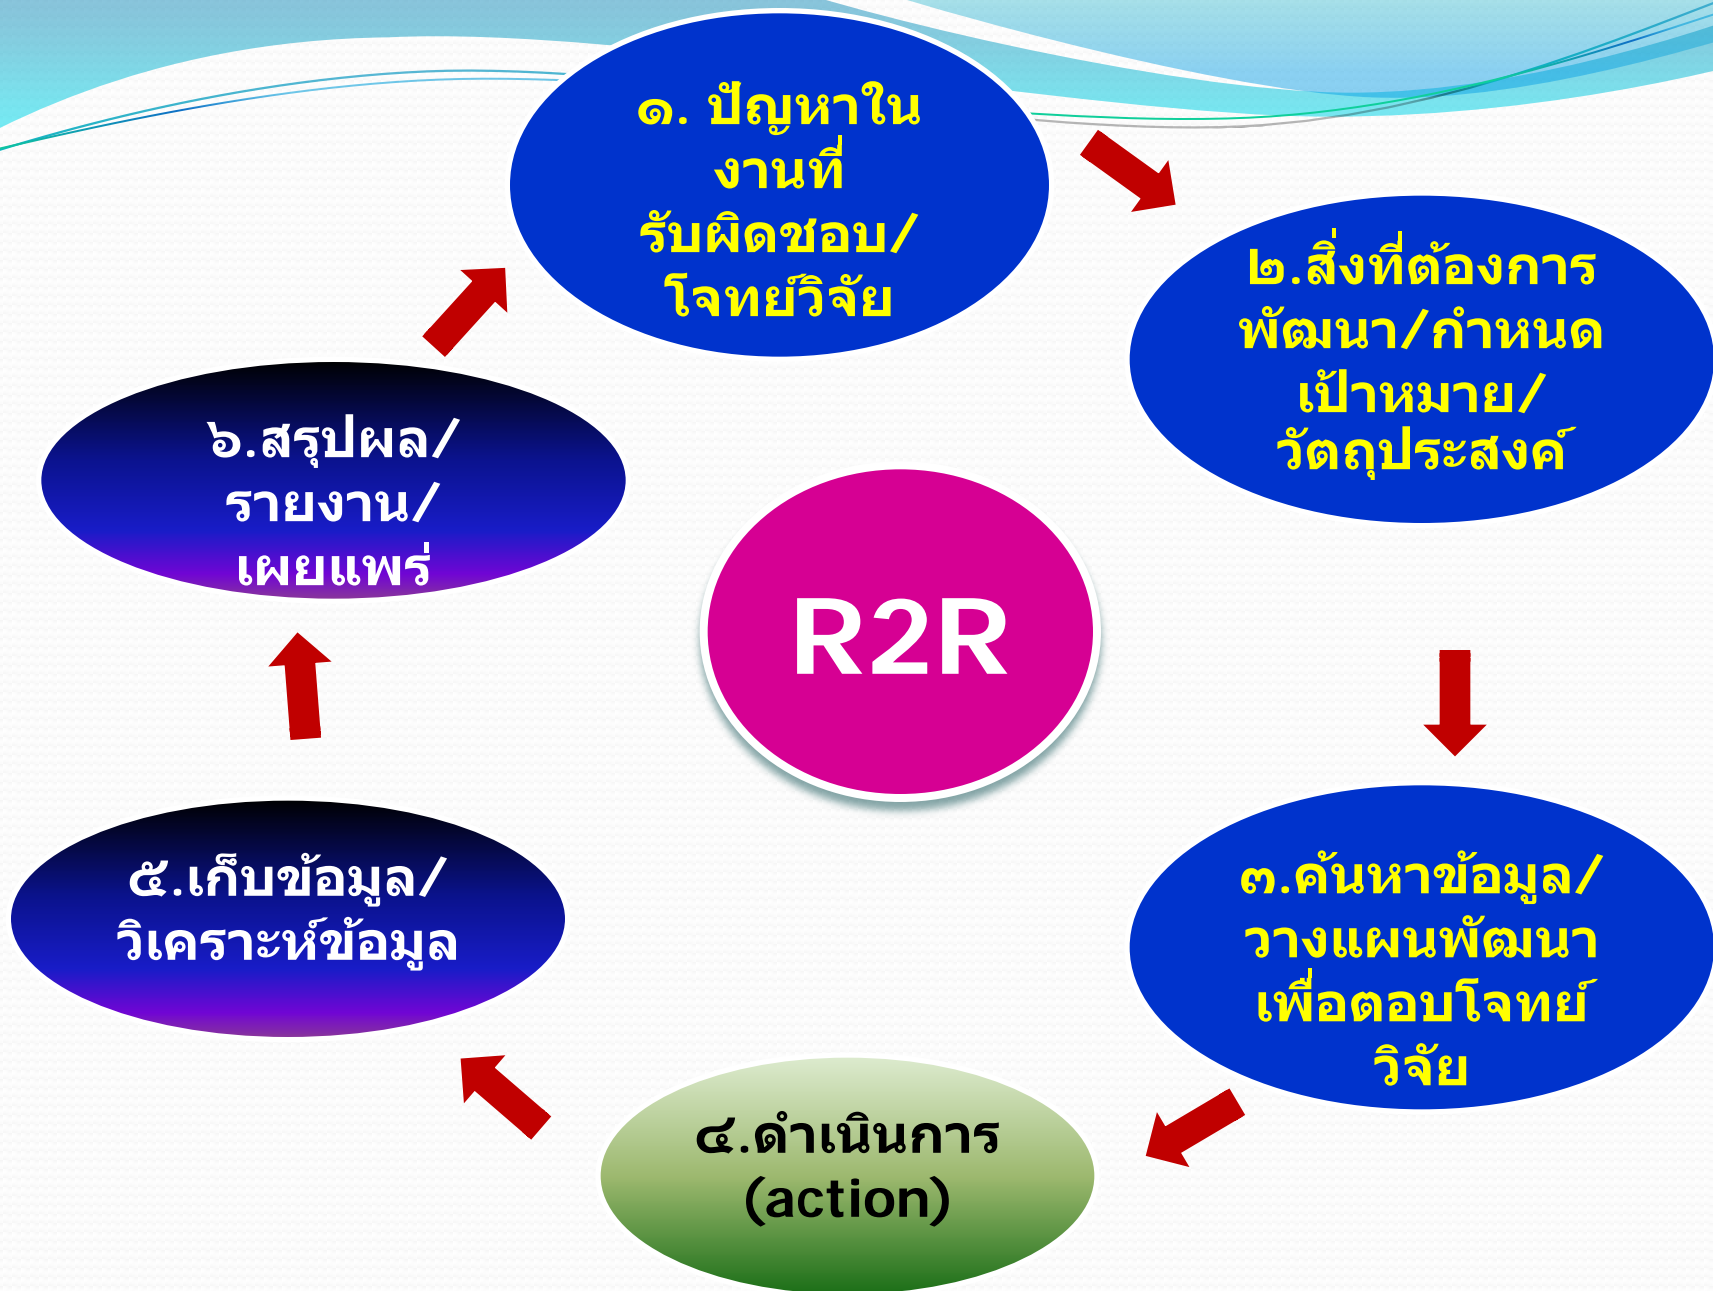 ๑. ปัญหาใน
งานที่
รับผิดชอบ/
โจทย์วิจัย
๒.สิ่งที่ต้องการ
พัฒนา/กำหนด
เป้าหมาย/
วัตถุประสงค์
๓.ค้นหาข้อมูล/
วางแผนพัฒนา
เพื่อตอบโจทย์
วิจัย
๔.ดำเนินการ
(action)
๕.เก็บข้อมูล/
วิเคราะห์ข้อมูล
๖.สรุปผล/
รายงาน/
เผยแพร่
R2R